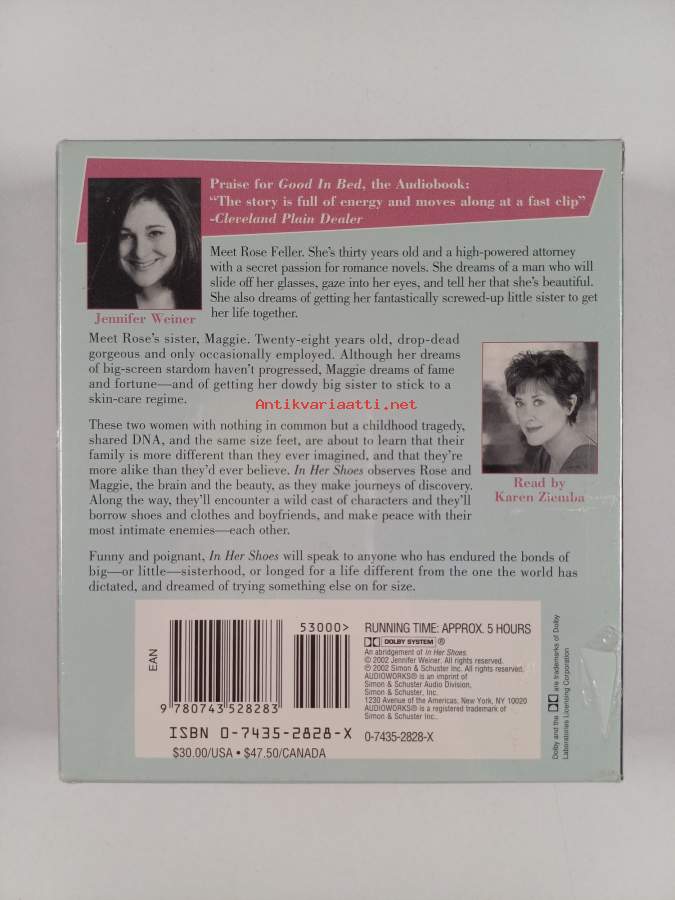 Praise for Good In Bed, the Audiobook:
“The story is full of energy and moves along at a fast clip”
-Cleveland Plain Dealer
Jennifer Weiner
Meet Rose Feller. She’s thirty years old and a high-powered attorney
with a secret passion for romance novels. She dreams of a man who will
slide off her glasses, gaze into her eyes, and tell her that she’s beautiful.
She also dreams of getting her fantastically screwed-up little sister to get
her life together.
Meet Rose’s sister, Maggie. Twenty-eight years old, drop-dead
gorgeous and only occasionally employed. Although her dreams
of big-screen stardom haven’t progressed, Maggie dreams of fame
and fortune—and of getting her dowdy big sister to stick to a
skin-care regime.
Antikvariaatti.net
These two women with nothing in common but a childhood tragedy,
shared DNA, and the same size feet, are about to learn that their
family is more different than they ever imagined, and that they’re
more alike than they’d ever believe. In Her Shoes observes Rose and
Maggie, the brain and the beauty, as they make journeys of discovery.
Along the way, they’ll encounter a wild cast of characters and they’ll
borrow shoes and clothes and boyfriends, and make peace with their
most intimate enemies—each other.
Read by
Karen Ziemba
Funny and poignant, In Her Shoes will speak to anyone who has endured the bonds of
big—or little—sisterhood, or longed for a life different from the one the world has
dictated, and dreamed of trying something else on for size.
EAN
53000>
9 780743 528283
ISBN 0-7435-2828-X
$30.00/USA • $47.50/CANADA
RUNNING TIME: APPROX. 5 HOURS
DOLBY SYSTEM ®
An abridgement of In Her Shoes.
© 2002 Jennifer Weiner. All rights reserved.
℗ 2002 Simon & Schuster Inc. All rights reserved.
AUDIOWORKS® is an imprint of
Simon & Schuster Audio Division,
Simon & Schuster, Inc.
1230 Avenue of the Americas, New York, NY 10020
AUDIOWORKS® is a registered trademark of
Simon & Schuster Inc.
0-7435-2828-X
Dolby and the are trademarks of Dolby
Laboratories Licensing Corporation